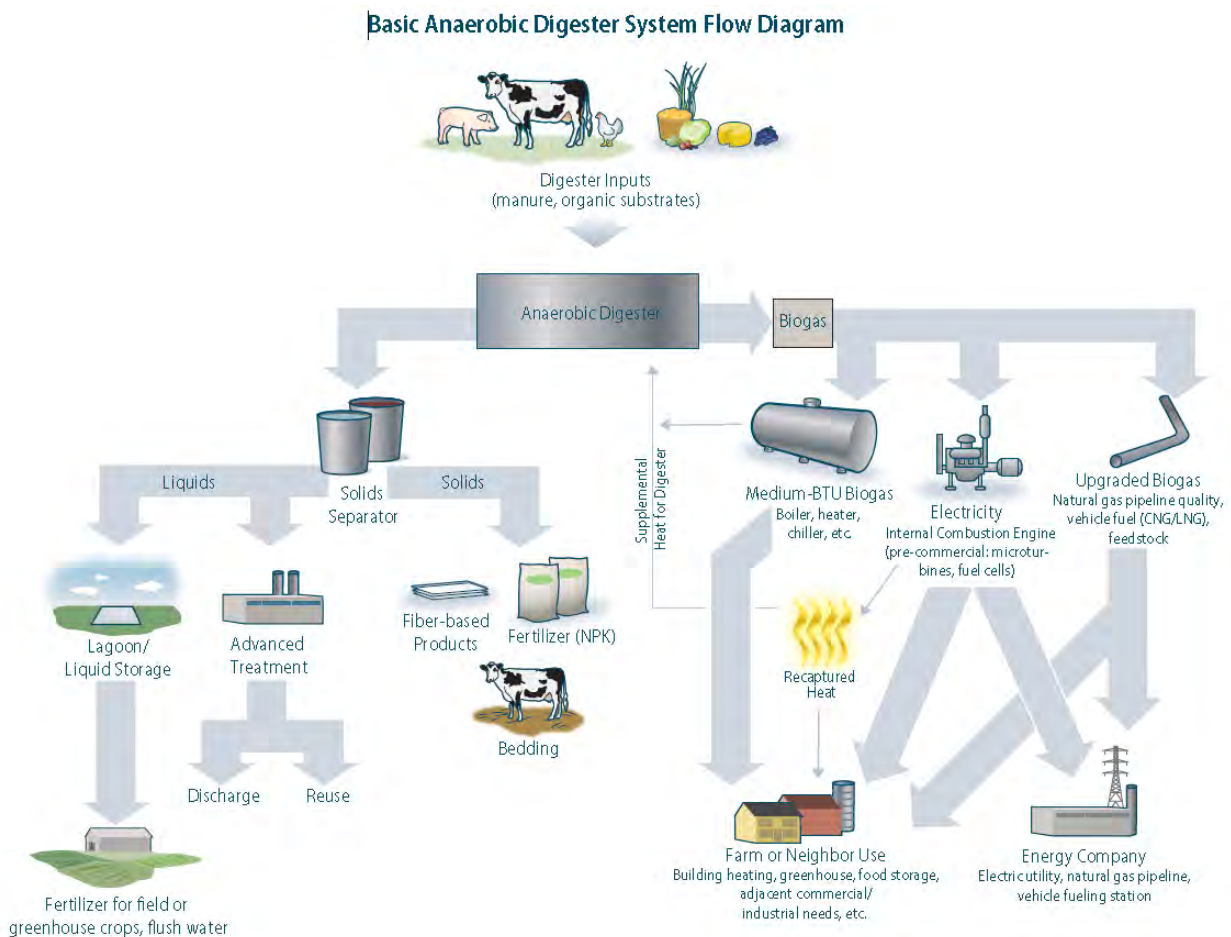 Basic Anaerobic Digester System Flow Diagram
Digester Inputs
(manure, organic substrates)
Anaerobic Digester
Biogas
Liquids
Solids
Separator
Solids
Supplemental
Heat for Digester
Medium-BTU Biogas
Boiler, heater,
chiller, etc.
Electricity
Internal Combustion Engine
(pre-commercial: microtur-
bines, fuel cells)
Upgraded Biogas
Natural gas pipeline quality,
vehicle fuel (CNG/LNG),
feedstock
Lagoon/
Liquid Storage
Advanced
Treatment
Fiber-based
Products
Fertilizer (NPK)
Bedding
Recaptured
Heat
Discharge
Reuse
Fertilizer for field or
greenhouse crops, flush water
Farm or Neighbor Use
Building heating, greenhouse, food storage,
adjacent commercial/
industrial needs, etc.
Energy Company
Electric utility, natural gas pipeline,
vehicle fueling station